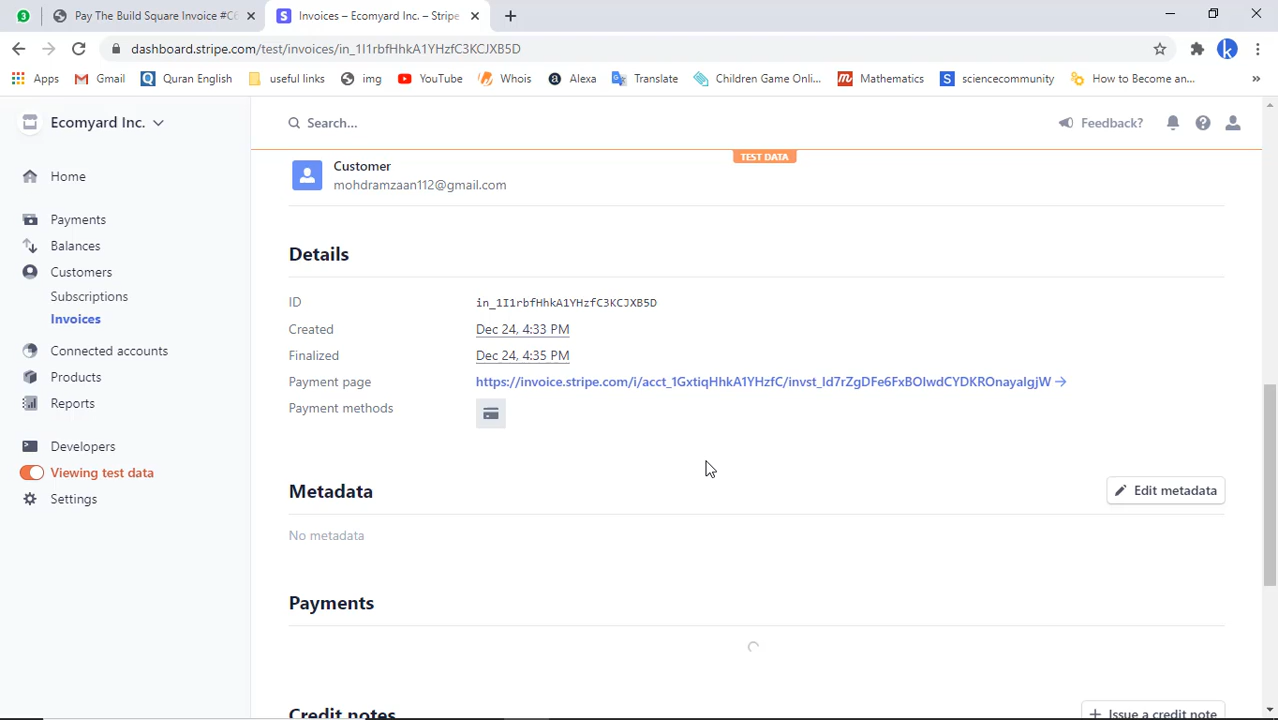 3
Pay The Build Square Invoice #C6
Invoices – Ecomyard Inc. – Stripe
dashboard.stripe.com/test/invoices/in_1I1rbfHhkA1YHzfC3KCJXB5D
k
Apps
Gmail
Quran English
useful links
img
YouTube
Whois
Alexa
Translate
Children Game Onli...
Mathematics
sciencecommunity
How to Become an...
»
Ecomyard Inc.
Search...
Feedback?
TEST DATA
Home
Payments
Balances
Customers
Subscriptions
Invoices
Connected accounts
Products
Reports
Developers
Viewing test data
Settings
Customer
mohdramzaan112@gmail.com
Details
ID
in_1I1rbfHhkA1YHzfC3KCJXB5D
Created
Dec 24, 4:33 PM
Finalized
Dec 24, 4:35 PM
Payment page
https://invoice.stripe.com/i/acct_1GxtiqHhkA1YHzfC/invst_Id7rZgDFe6FxBOIwdCYDKROnayaIgjW →
Payment methods
Metadata
Edit metadata
No metadata
Payments
Credit notes
+ Issue a credit note